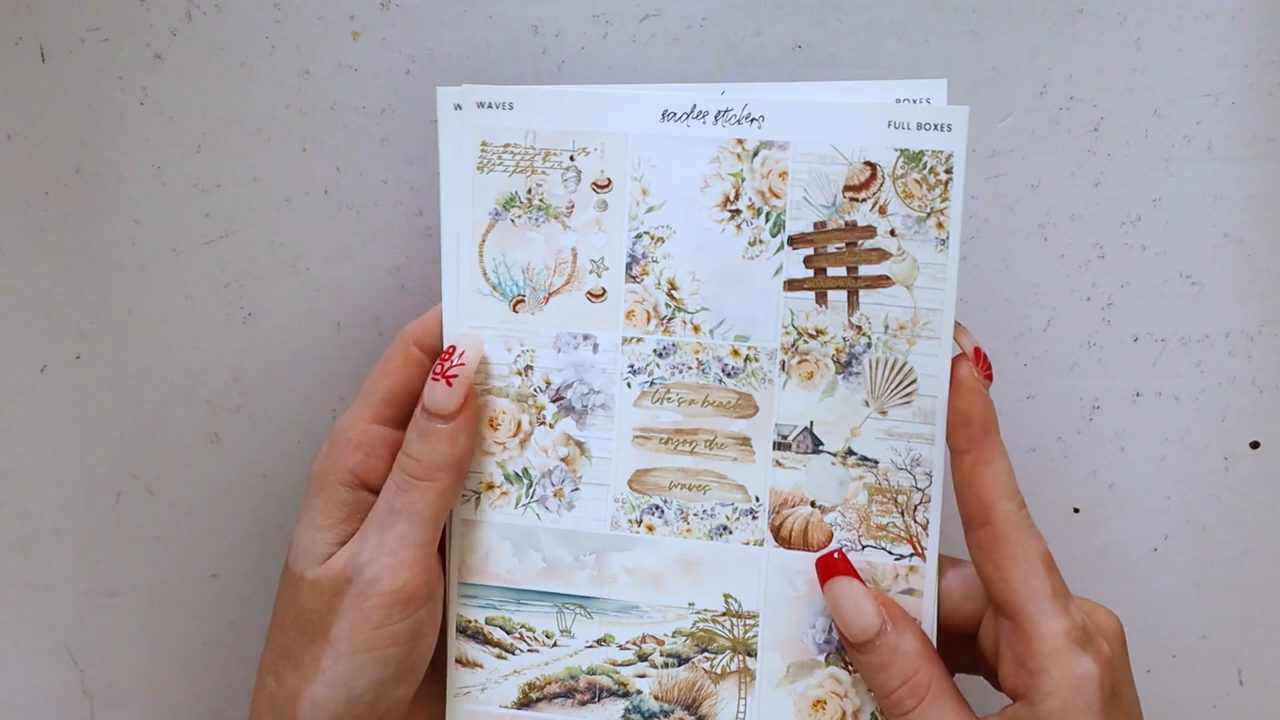 WAVES
sadies stickers
BOXES
FULL BOXES
life's a beach
enjoy the
waves